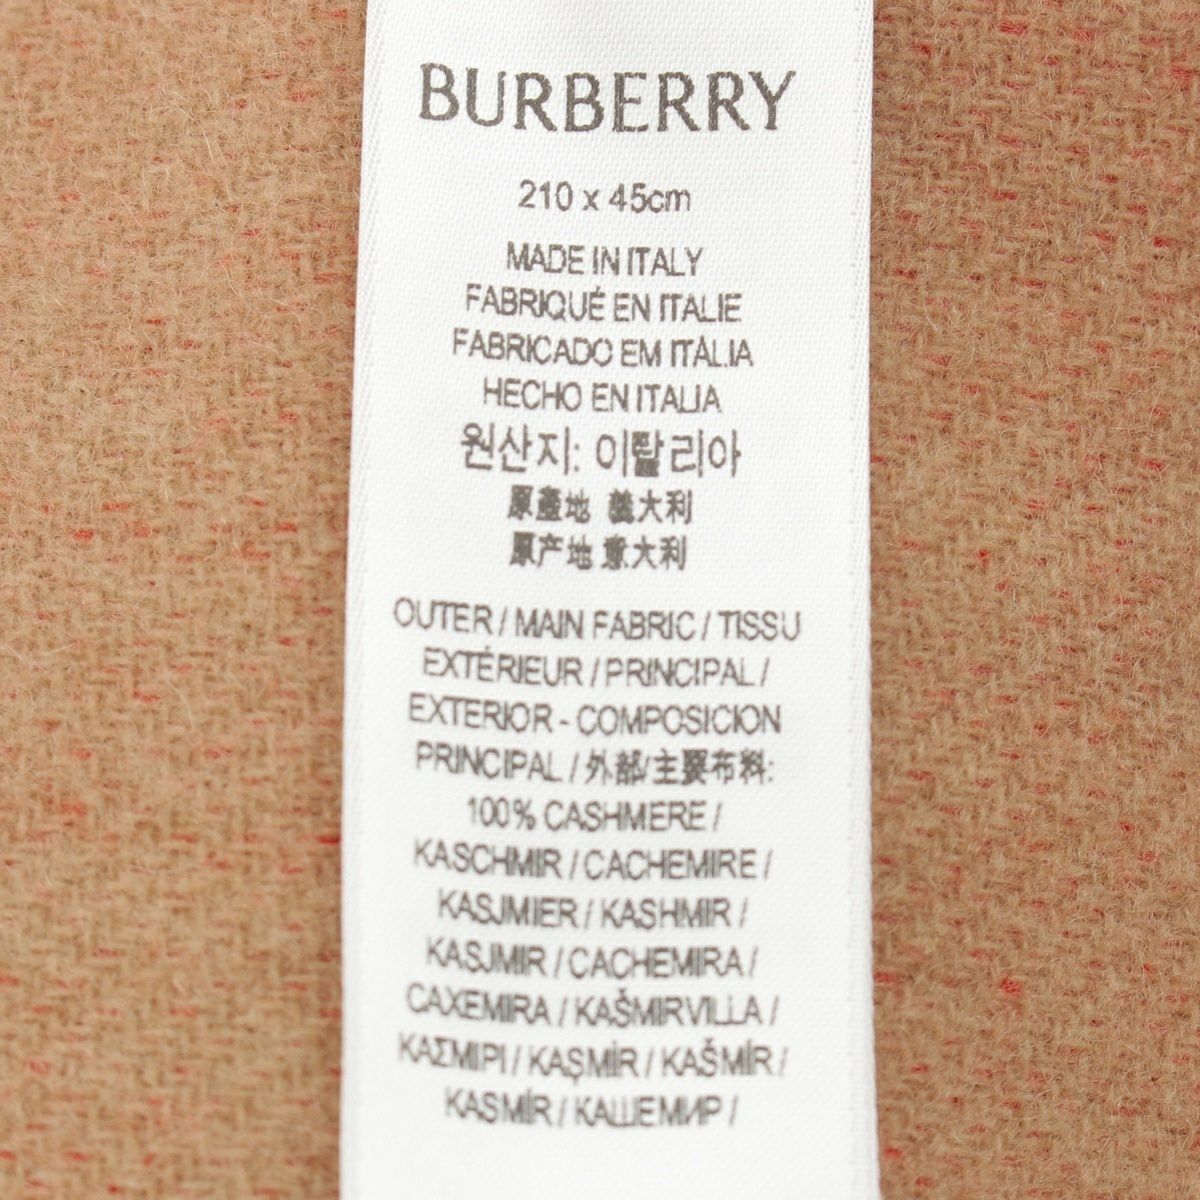 BURBERRY
210 x 45cm
MADE IN ITALY
FABRIQUÉ EN ITALIE
FABRICADO EM ITÁLIA
HECHO EN ITALIA
원산지: 이탈리아
原產地 義大利
原产地 意大利
OUTER / MAIN FABRIC / TISSU
EXTÉRIEUR / PRINCIPAL /
EXTERIOR - COMPOSICION
PRINCIPAL / 外部/主要布料:
100% CASHMERE /
KASCHMIR / CACHEMIRE /
KASJMIER / KASHMIR /
KASJMIR / CACHEMIRA /
CAXEMIRA / KAŠMIRVILLA /
ΚΑΣΜΙΡΙ / KAŞMİR / KAŠMÍR /
KASMÍR / КАШЕМИР /